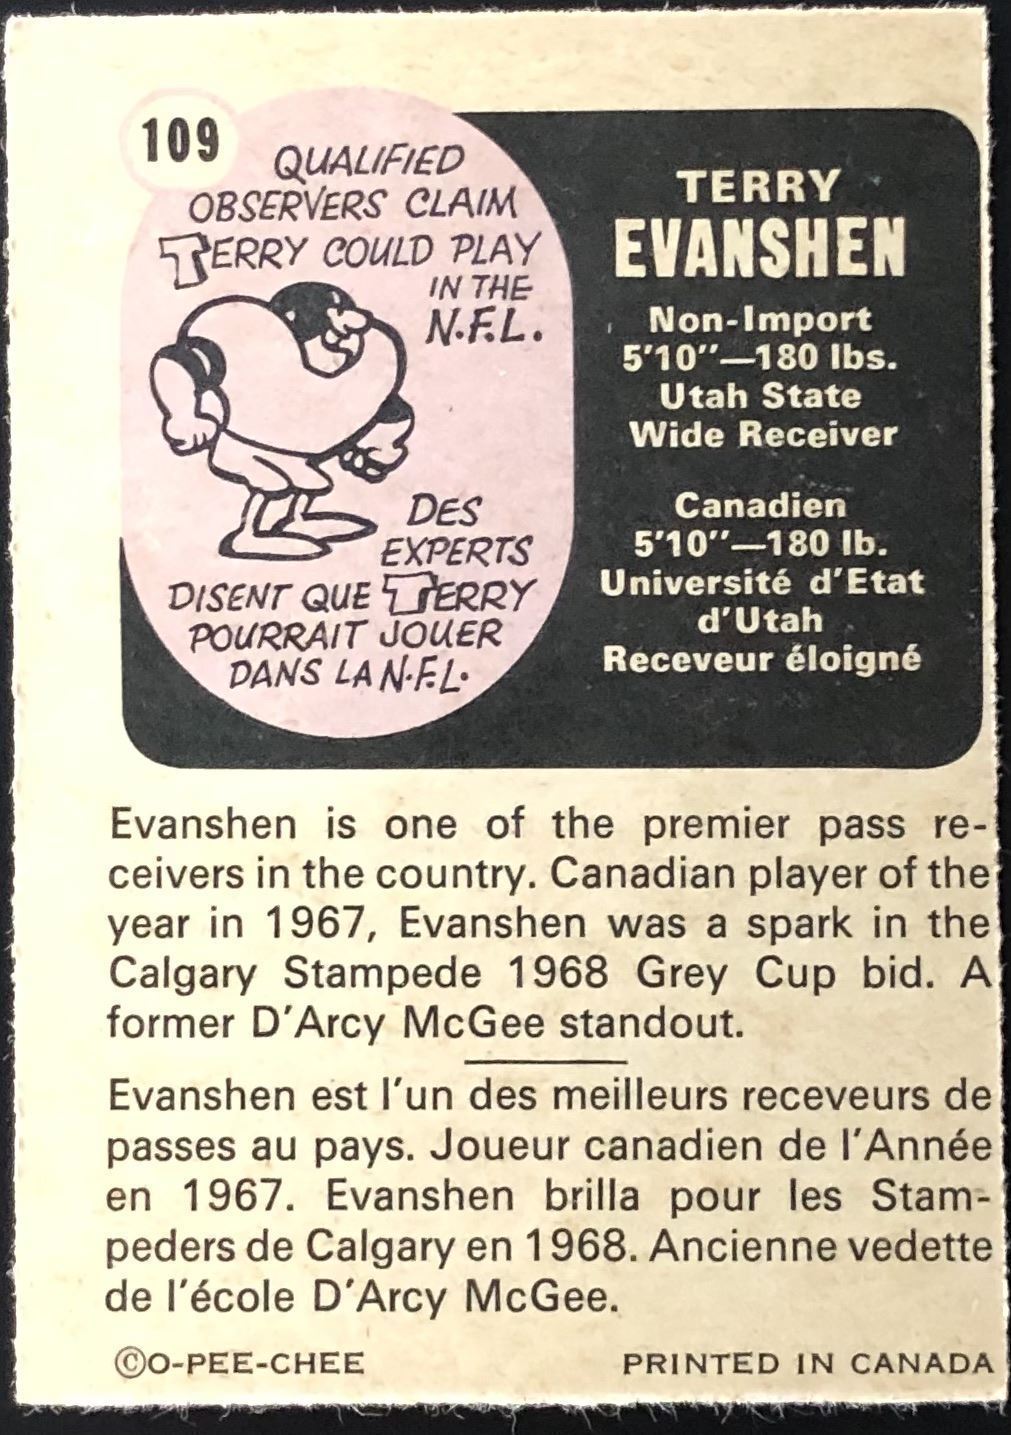 109
QUALIFIED
OBSERVERS CLAIM
TERRY COULD PLAY
IN THE
N.F.L.
DES
EXPERTS
DISENT QUE TERRY
POURRAIT JOUER
DANS LA N.F.L.
TERRY
EVANSHEN
Non-Import
5'10"—180 lbs.
Utah State
Wide Receiver
Canadien
5'10"—180 lb.
Université d'Etat
d'Utah
Receveur éloigné
Evanshen is one of the premier pass re-
ceivers in the country. Canadian player of the
year in 1967, Evanshen was a spark in the
Calgary Stampede 1968 Grey Cup bid. A
former D'Arcy McGee standout.
Evanshen est l'un des meilleurs receveurs de
passes au pays. Joueur canadien de l'Année
en 1967. Evanshen brilla pour les Stam-
peders de Calgary en 1968. Ancienne vedette
de l'école D'Arcy McGee.
©O-PEE-CHEE
PRINTED IN CANADA